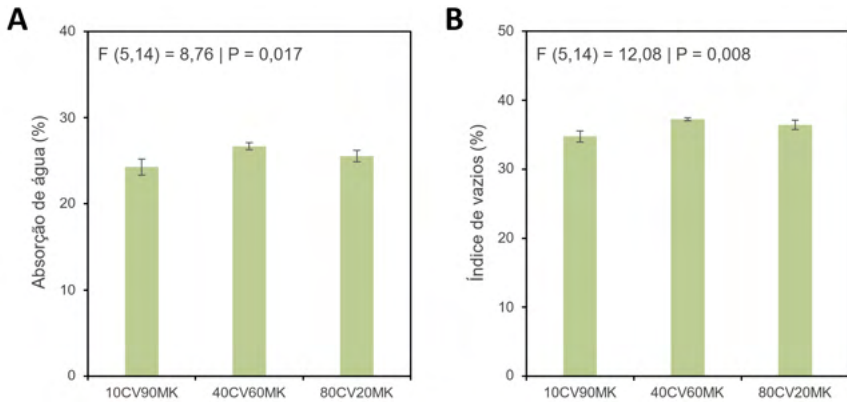 A
F (5,14) = 8,76 | P = 0,017
Absorção de água (%)
40
30
20
10
0
10CV90MK 40CV60MK 80CV20MK
B
F (5,14) = 12,08 | P = 0,008
Índice de vazios (%)
50
40
30
20
10
0
10CV90MK 40CV60MK 80CV20MK